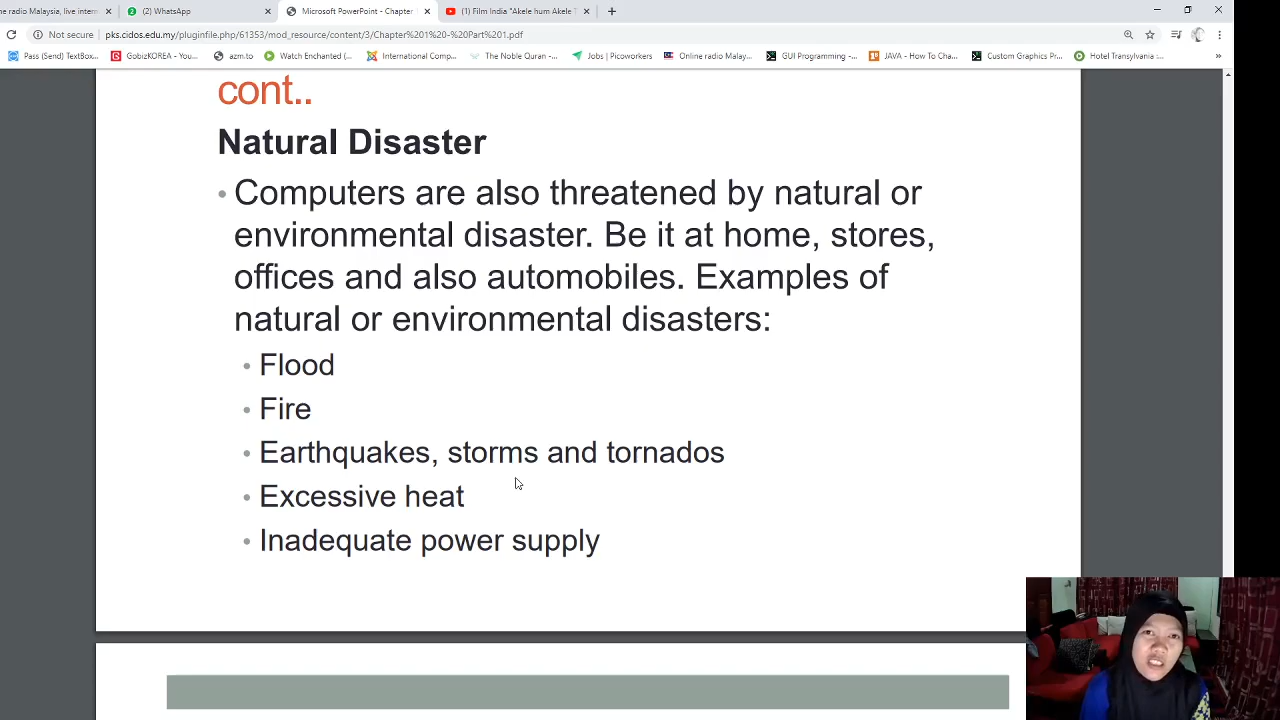 ne radio Malaysia, live intern
2
(2) WhatsApp
Microsoft PowerPoint - Chapter
(1) Film India "Akele hum Akele T
Not secure
pks.cidos.edu.my/pluginfile.php/61353/mod_resource/content/3/Chapter%201%20-%20Part%201.pdf
Pass (Send) TextBox...
GobizKOREA - You...
azm.to
Watch Enchanted (...
International Comp...
The Noble Quran -...
Jobs | Picoworkers
Online radio Malay...
GUI Programming -...
JAVA - How To Cha...
Custom Graphics Pr...
Hotel Transylvania :...
»
cont..
Natural Disaster
• Computers are also threatened by natural or
environmental disaster. Be it at home, stores,
offices and also automobiles. Examples of
natural or environmental disasters:
• Flood
• Fire
• Earthquakes, storms and tornados
• Excessive heat
• Inadequate power supply